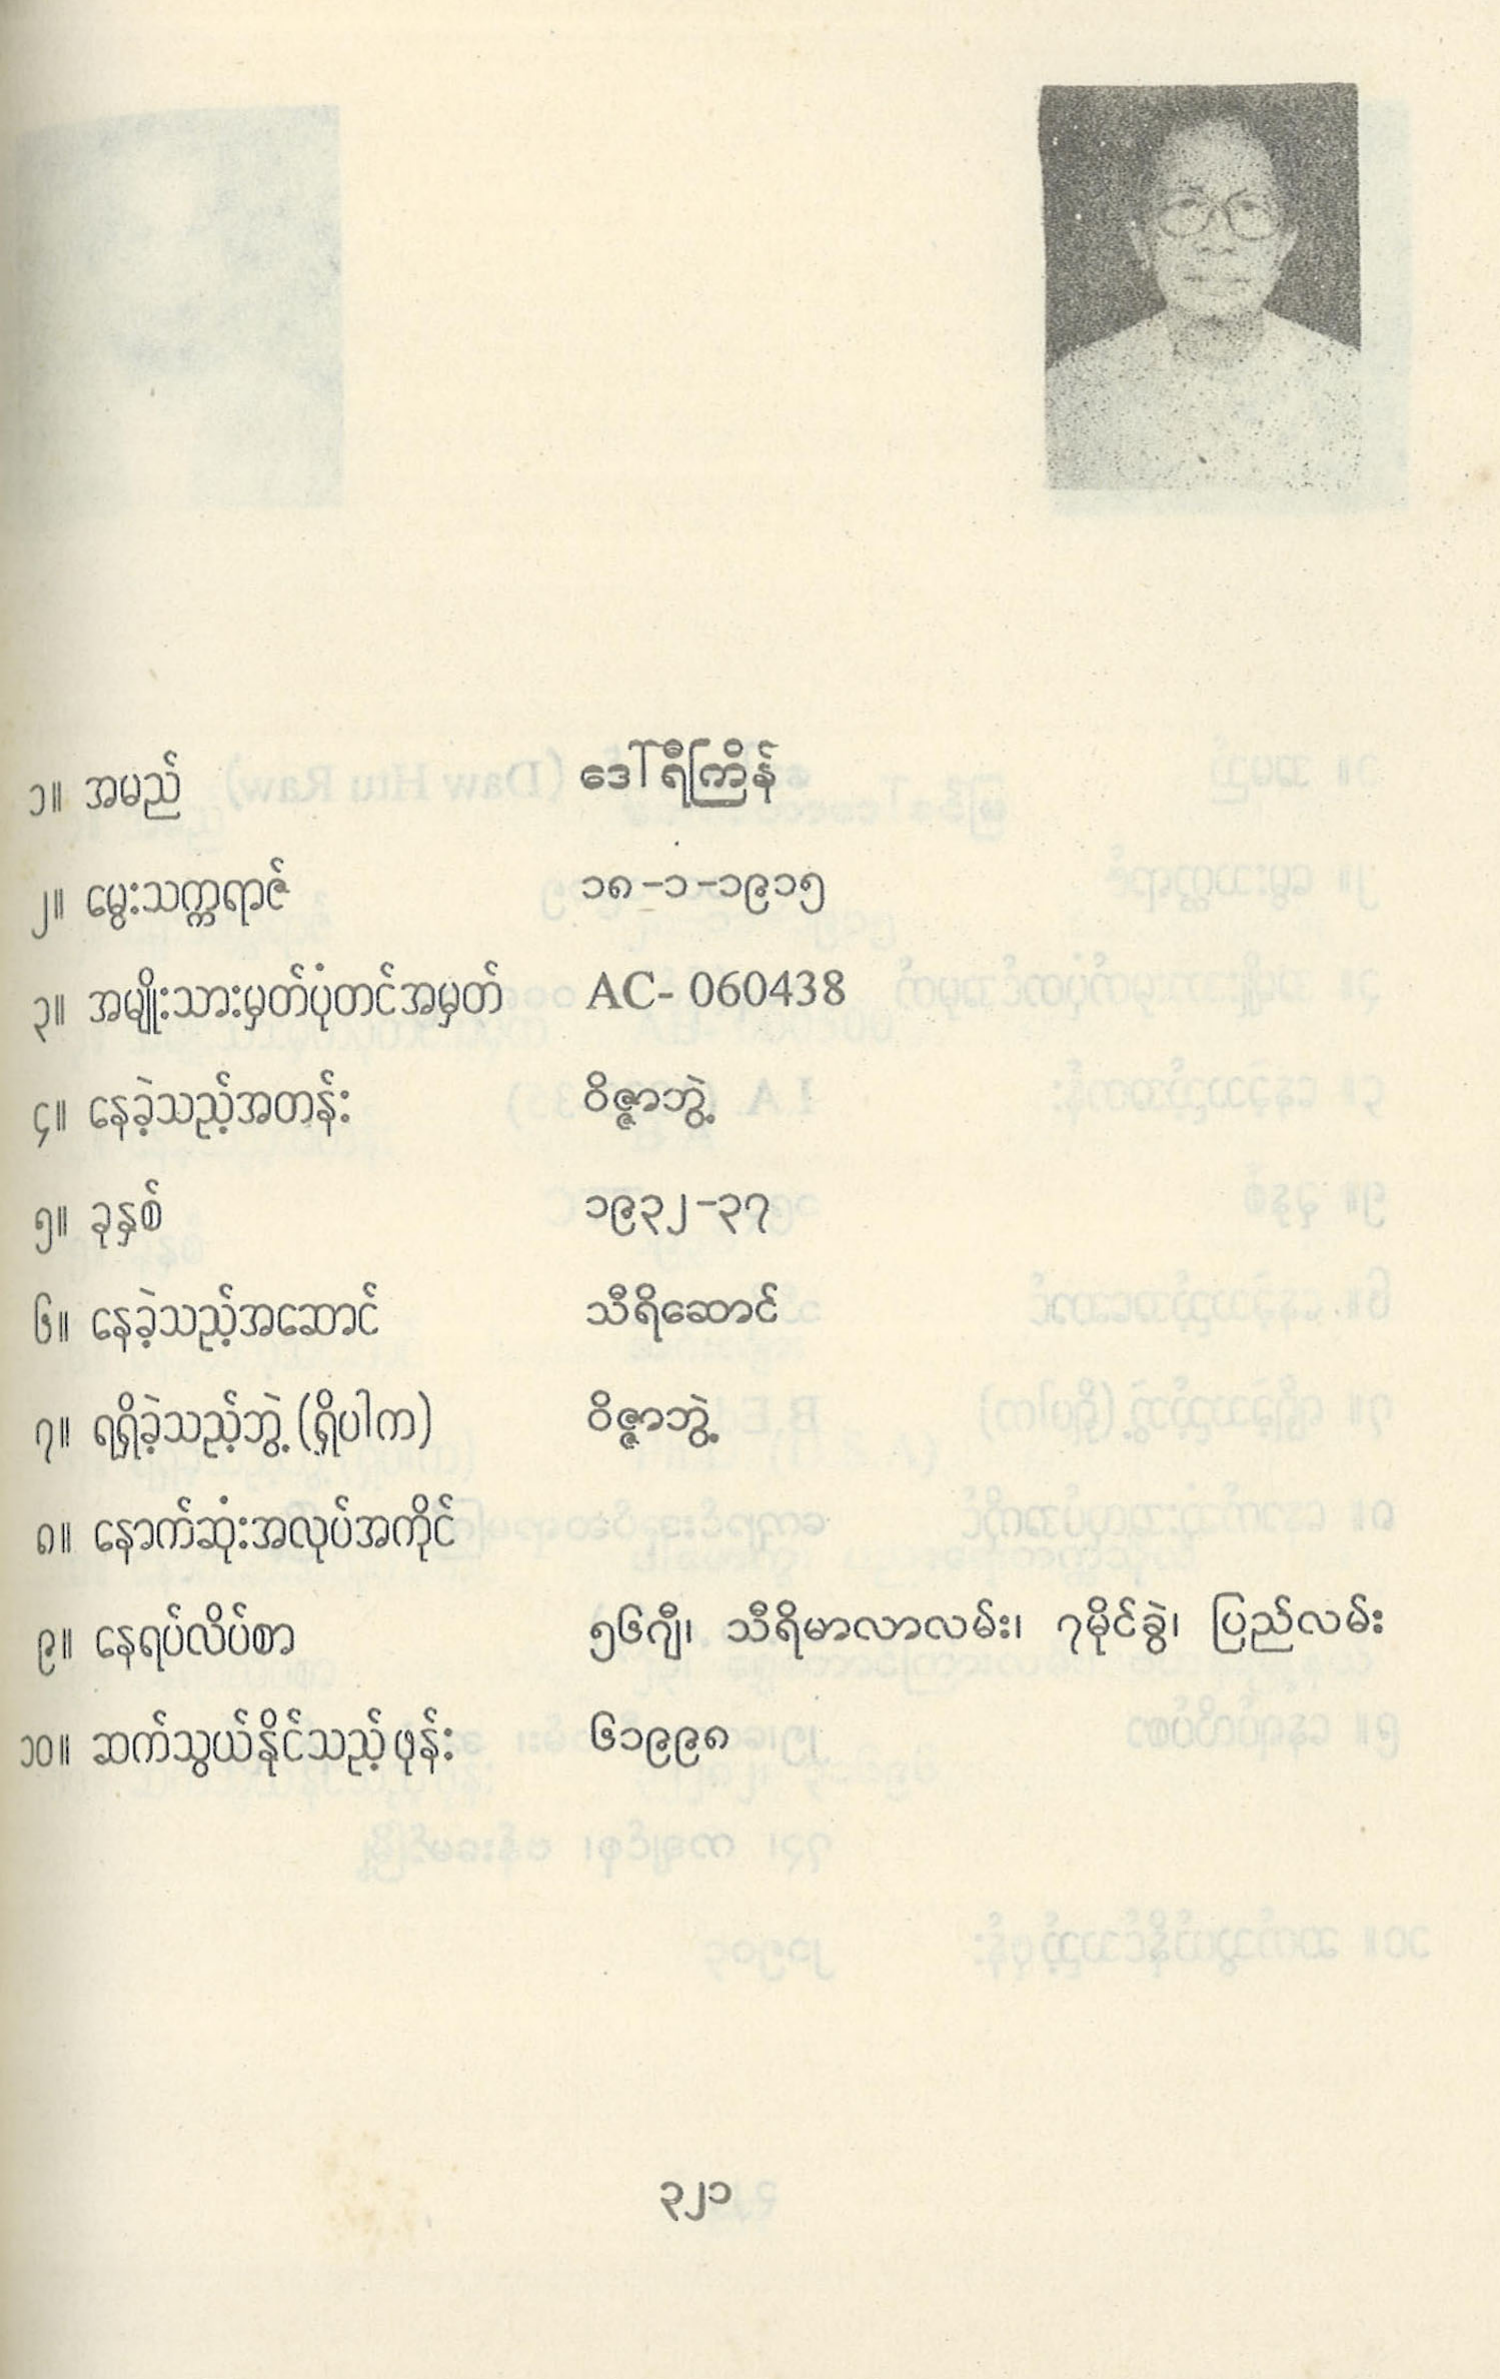 ၁။ အမည် ဒေါ်ရီကြိန်
၂။ မွေးသက္ကရာဇ် ၁၈-၁-၁၉၁၅
၃။ အမျိုးသားမှတ်ပုံတင်အမှတ် AC- 060438
၄။ နေခဲ့သည့်အတန်း ဝိဇ္ဇာဘွဲ့
၅။ ခုနှစ် ၁၉၃၂-၃၇
၆။ နေခဲ့သည့်အဆောင် သီရိဆောင်
၇။ ရရှိခဲ့သည့်ဘွဲ့ (ရှိပါက) ဝိဇ္ဇာဘွဲ့
၈။ နောက်ဆုံးအလုပ်အကိုင်
၉။ နေရပ်လိပ်စာ ၅၆ဂျီ၊ သီရိမာလာလမ်း၊ ၇မိုင်ခွဲ၊ ပြည်လမ်း
၁၀။ ဆက်သွယ်နိုင်သည့်ဖုန်း ၆၁၉၉၈
၃၂၁